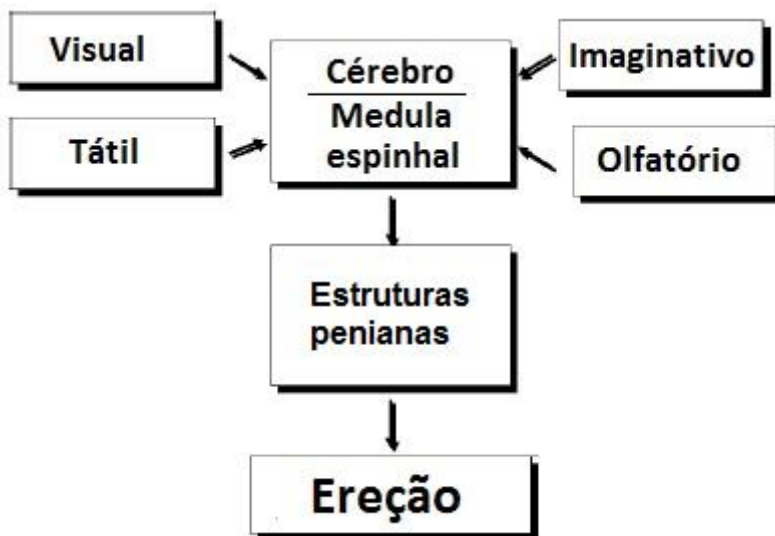 Visual
Cérebro
Imaginativo
Medula
espinhal
Tátil
Olfatório
Estruturas
penianas
Ereção